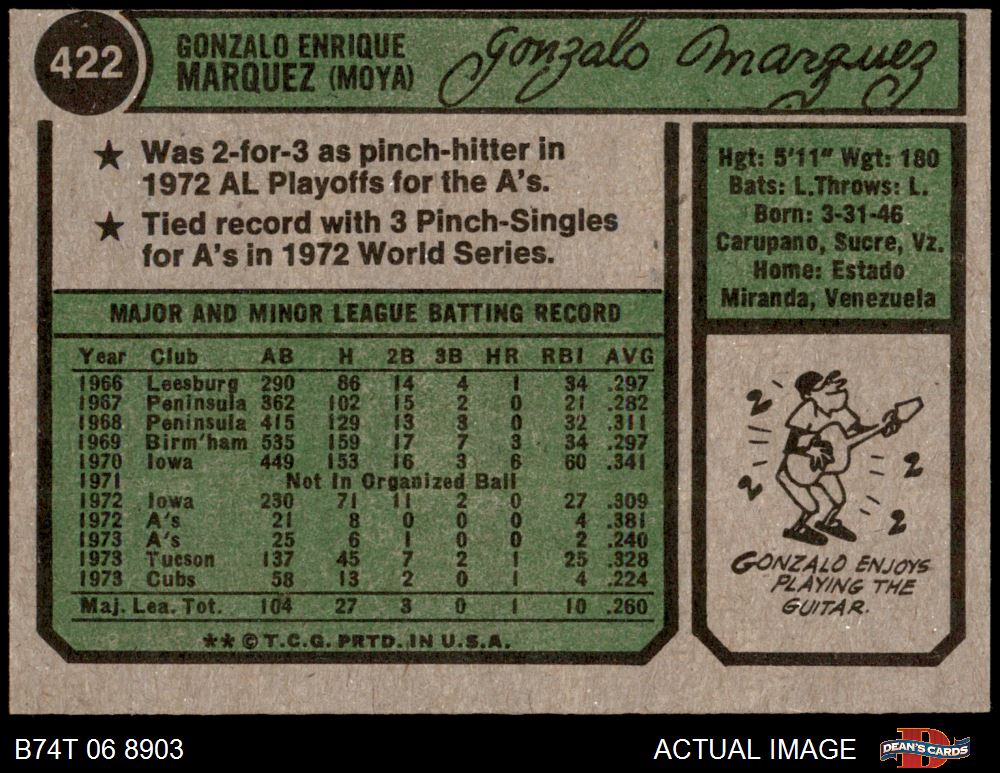 422
GONZALO ENRIQUE
MARQUEZ (MOYA)
Gonzalo Marquez
★ Was 2-for-3 as pinch-hitter in
1972 AL Playoffs for the A's.
★ Tied record with 3 Pinch-Singles
for A's in 1972 World Series.
MAJOR AND MINOR LEAGUE BATTING RECORD
Year Club AB H 2B 3B HR RBI AVG
1966 Leesburg 290 86 14 4 1 34 .297
1967 Peninsula 362 102 15 2 0 21 .282
1968 Peninsula 415 129 13 3 0 32 .311
1969 Birm'ham 535 159 17 7 3 34 .297
1970 Iowa 449 153 16 3 6 60 .341
1971 Not In Organized Ball
1972 Iowa 230 71 11 2 0 27 .309
1972 A's 21 8 0 0 0 4 .381
1973 A's 25 6 1 0 0 2 .240
1973 Tucson 137 45 7 2 1 25 .328
1973 Cubs 58 13 2 0 1 4 .224
Maj. Lea. Tot. 104 27 3 0 1 10 .260
** © T.C.G. PRTD. IN U.S.A.
Hgt: 5'11" Wgt: 180
Bats: L. Throws: L.
Born: 3-31-46
Carupano, Sucre, Vz.
Home: Estado
Miranda, Venezuela
GONZALO ENJOYS
PLAYING THE
GUITAR.
B74T 06 8903
ACTUAL IMAGE
DEAN'S CARDS